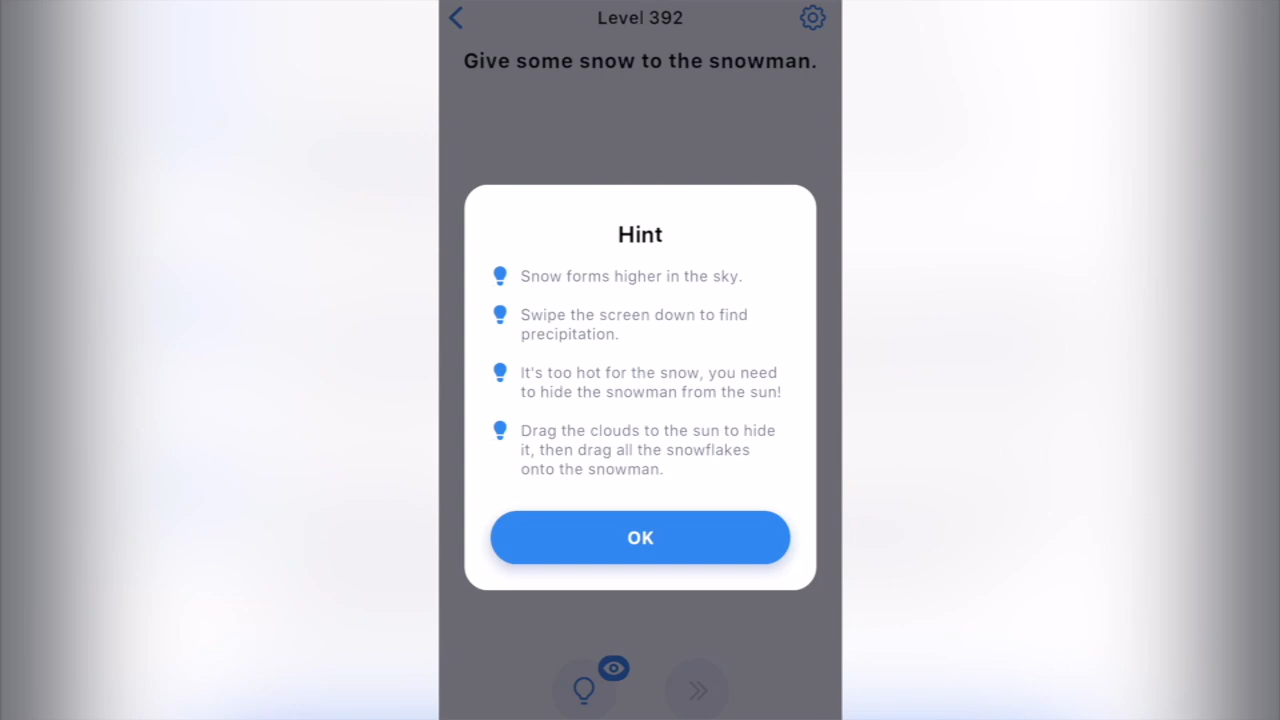 Level 392
Give some snow to the snowman.
Hint
Snow forms higher in the sky.
Swipe the screen down to find
precipitation.
It's too hot for the snow, you need
to hide the snowman from the sun!
Drag the clouds to the sun to hide
it, then drag all the snowflakes
onto the snowman.
OK